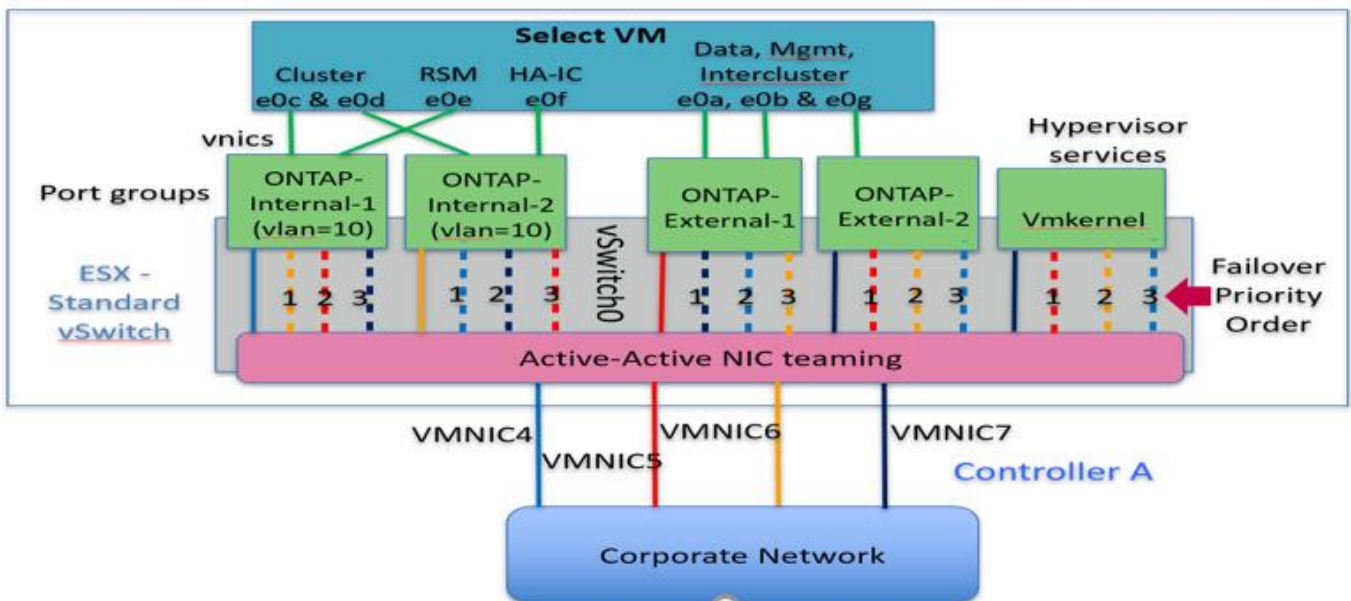 Select VM
Cluster
e0c & e0d
RSM
e0e
HA-IC
e0f
Data, Mgmt,
Intercluster
e0a, e0b & e0g
vnics
Hypervisor
services
Port groups
ONTAP-
Internal-1
(vlan=10)
ONTAP-
Internal-2
(vlan=10)
ONTAP-
External-1
ONTAP-
External-2
Vmkernel
vSwitch0
ESX -
Standard
vSwitch
1 2 3
1 2 3
1 2 3
1 2 3
1 2 3
Failover
Priority
Order
Active-Active NIC teaming
VMNIC4
VMNIC5
VMNIC6
VMNIC7
Controller A
Corporate Network